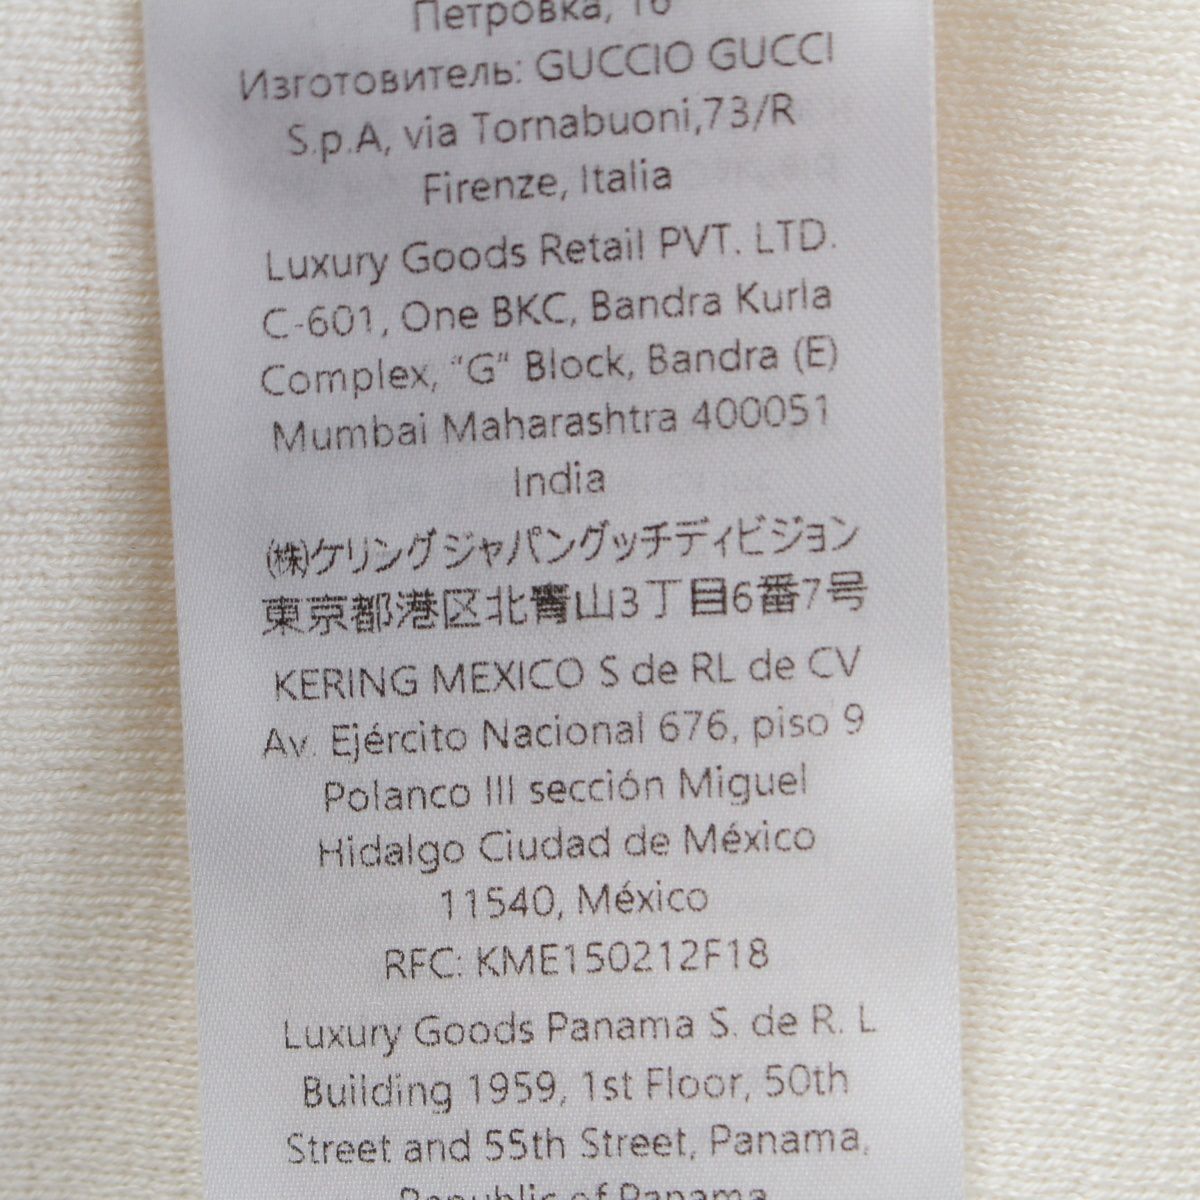 Петровка, 16
Изготовитель: GUCCIO GUCCI
S.p.A, via Tornabuoni,73/R
Firenze, Italia
Luxury Goods Retail PVT. LTD.
C-601, One BKC, Bandra Kurla
Complex, "G" Block, Bandra (E)
Mumbai Maharashtra 400051
India
(株)ケリングジャパングッチディビジョン
東京都港区北青山3丁目6番7号
KERING MEXICO S de RL de CV
Av. Ejército Nacional 676, piso 9
Polanco III sección Miguel
Hidalgo Ciudad de México
11540, México
RFC: KME150212F18
Luxury Goods Panama S. de R. L
Building 1959, 1st Floor, 50th
Street and 55th Street, Panama,
Republic of Panama